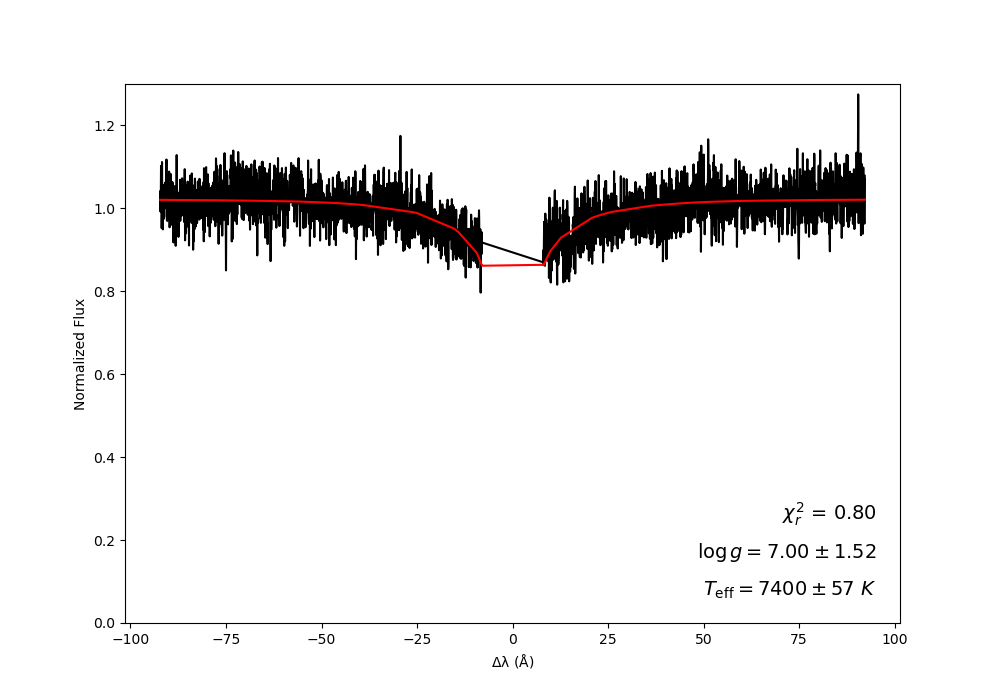 1.2
1.0
0.8
0.6
0.4
0.2
0.0
Normalized Flux
χ²ᵣ = 0.80
log g = 7.00 ± 1.52
T_eff = 7400 ± 57 K
−100 −75 −50 −25 0 25 50 75 100
Δλ (Å)